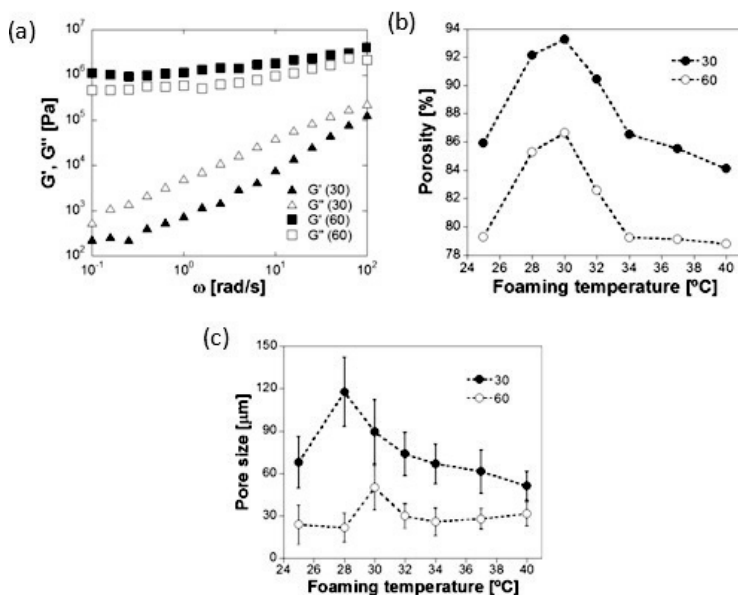 (a)
G', G" [Pa]
10⁷
10⁶
10⁵
10⁴
10³
10²
G' (30)
G" (30)
G' (60)
G" (60)
10⁻¹ 10⁰ 10¹ 10²
ω [rad/s]
(b)
Porosity [%]
94
92
90
88
86
84
82
80
78
30
60
24 26 28 30 32 34 36 38 40
Foaming temperature [ºC]
(c)
Pore size [µm]
150
120
90
60
30
0
30
60
24 26 28 30 32 34 36 38 40
Foaming temperature [ºC]